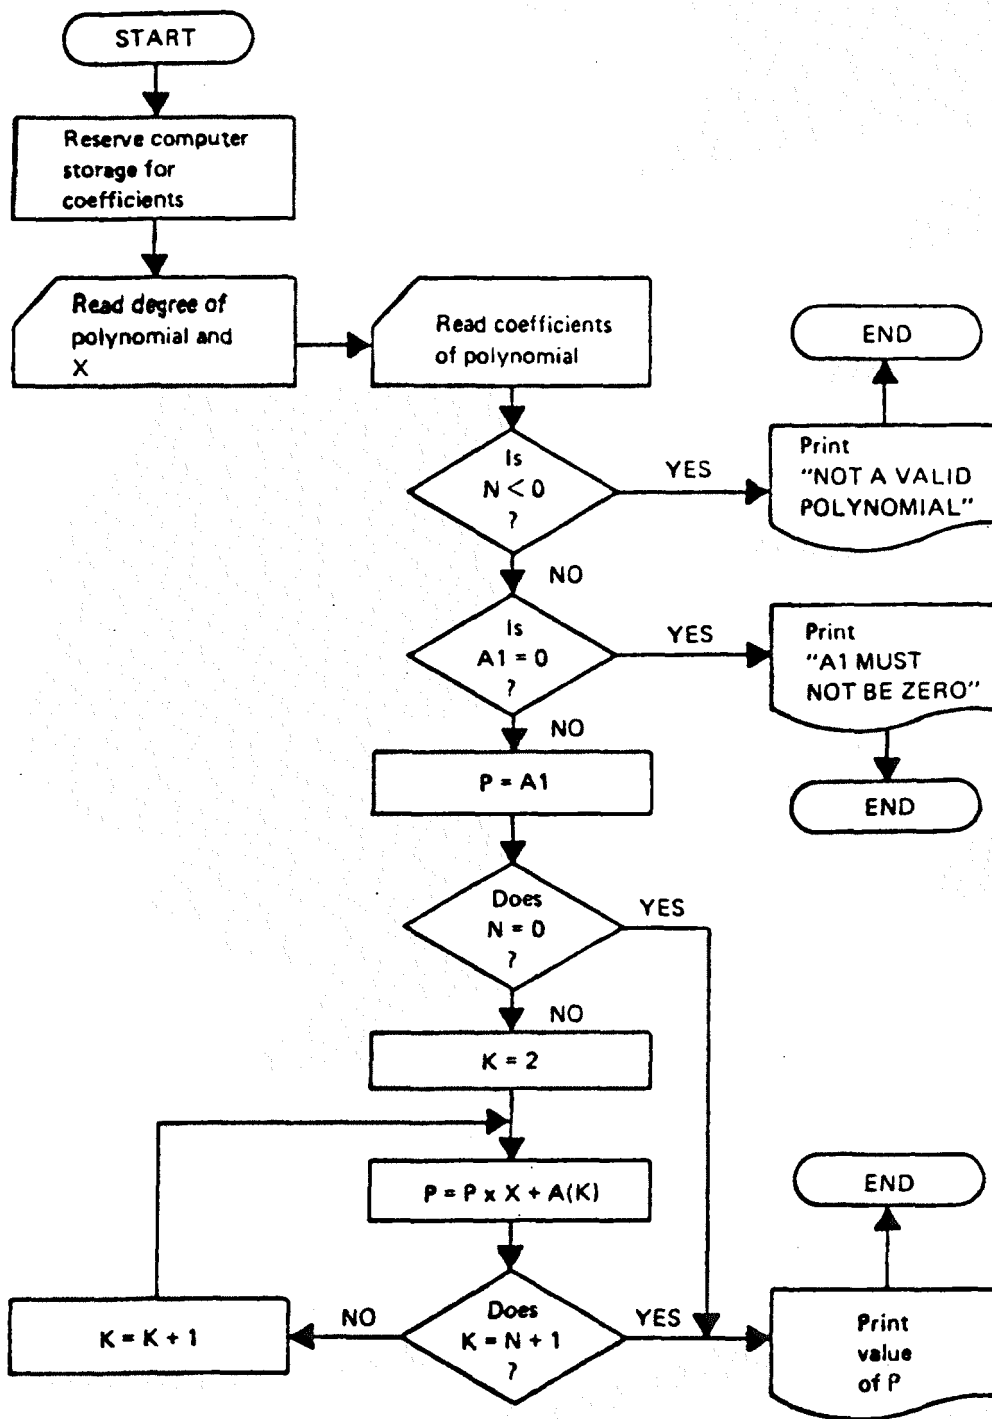 START
Reserve computer
storage for
coefficients
Read degree of
polynomial and
X
Read coefficients
of polynomial
Is
N < 0
?
YES
Print
"NOT A VALID
POLYNOMIAL"
END
NO
Is
A1 = 0
?
YES
Print
"A1 MUST
NOT BE ZERO"
END
NO
P = A1
Does
N = 0
?
YES
NO
K = 2
P = P x X + A(K)
Does
K = N + 1
?
NO
K = K + 1
YES
Print
value
of P
END